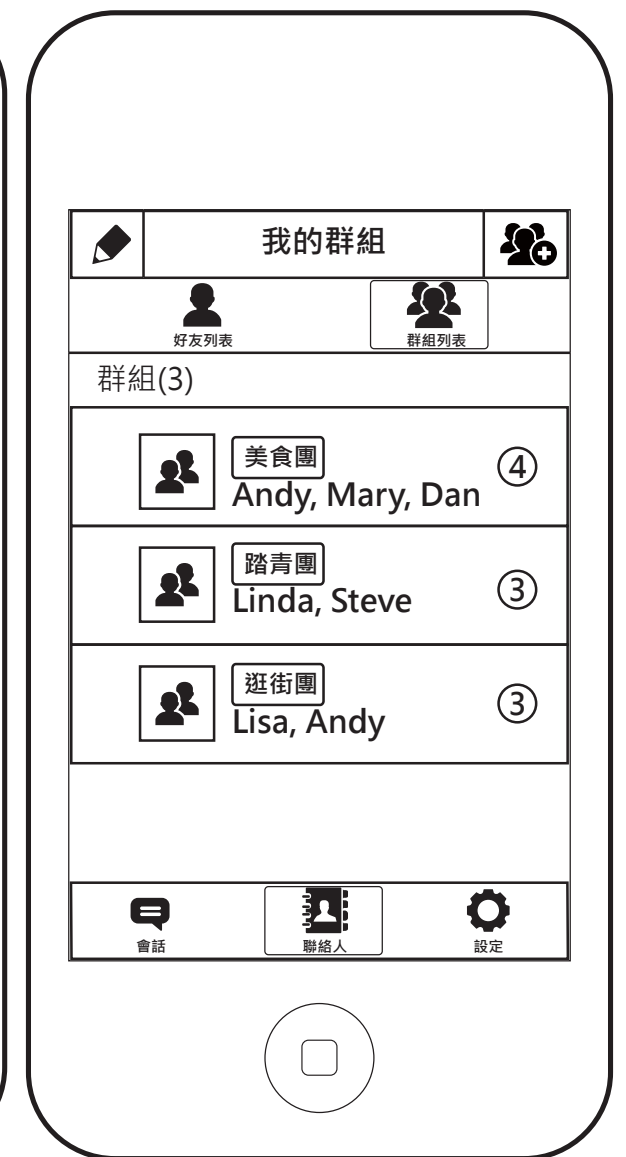 我的群組
好友列表 群組列表
群組(3)
美食團
Andy, Mary, Dan ④
踏青團
Linda, Steve ③
逛街團
Lisa, Andy ③
會話 聯絡人 設定